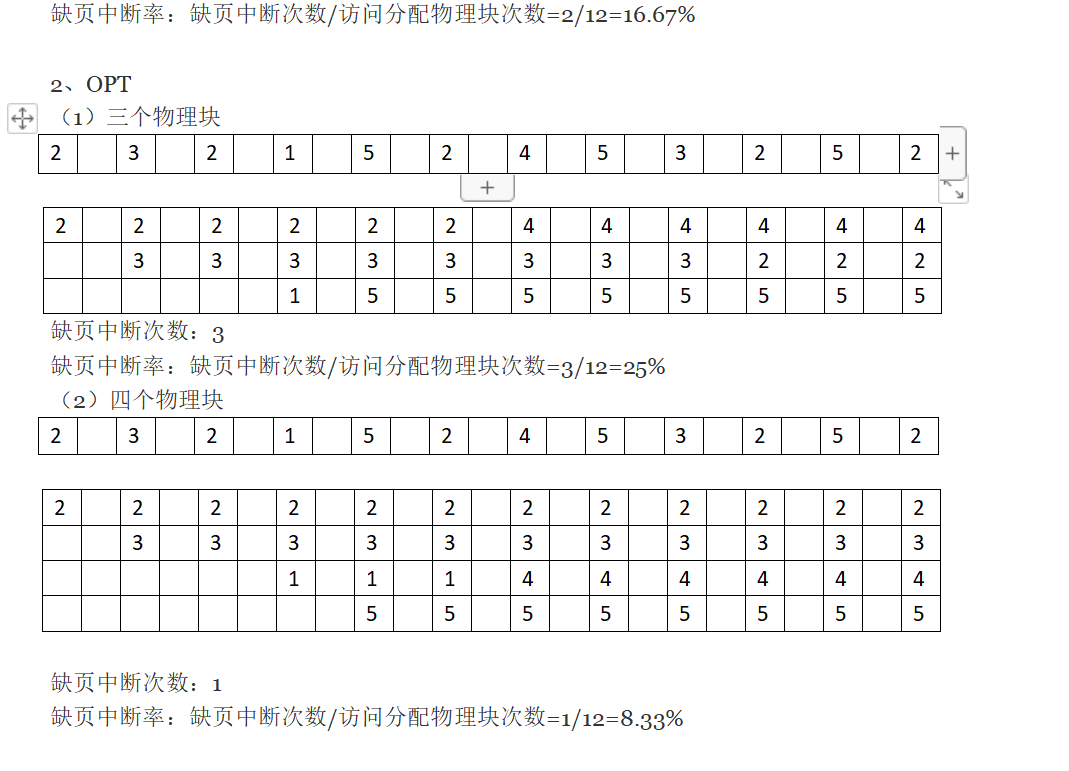 缺页中断率：缺页中断次数/访问分配物理块次数=2/12=16.67%
2、OPT
（1）三个物理块
2 3 2 1 5 2 4 5 3 2 5 2
2 2 2 2 2 2 4 4 4 4 4 4
3 3 3 3 3 3 3 3 2 2 2
1 5 5 5 5 5 5 5 5
缺页中断次数：3
缺页中断率：缺页中断次数/访问分配物理块次数=3/12=25%
（2）四个物理块
2 3 2 1 5 2 4 5 3 2 5 2
2 2 2 2 2 2 2 2 2 2 2 2
3 3 3 3 3 3 3 3 3 3 3
1 1 1 4 4 4 4 4 4
5 5 5 5 5 5 5 5
缺页中断次数：1
缺页中断率：缺页中断次数/访问分配物理块次数=1/12=8.33%